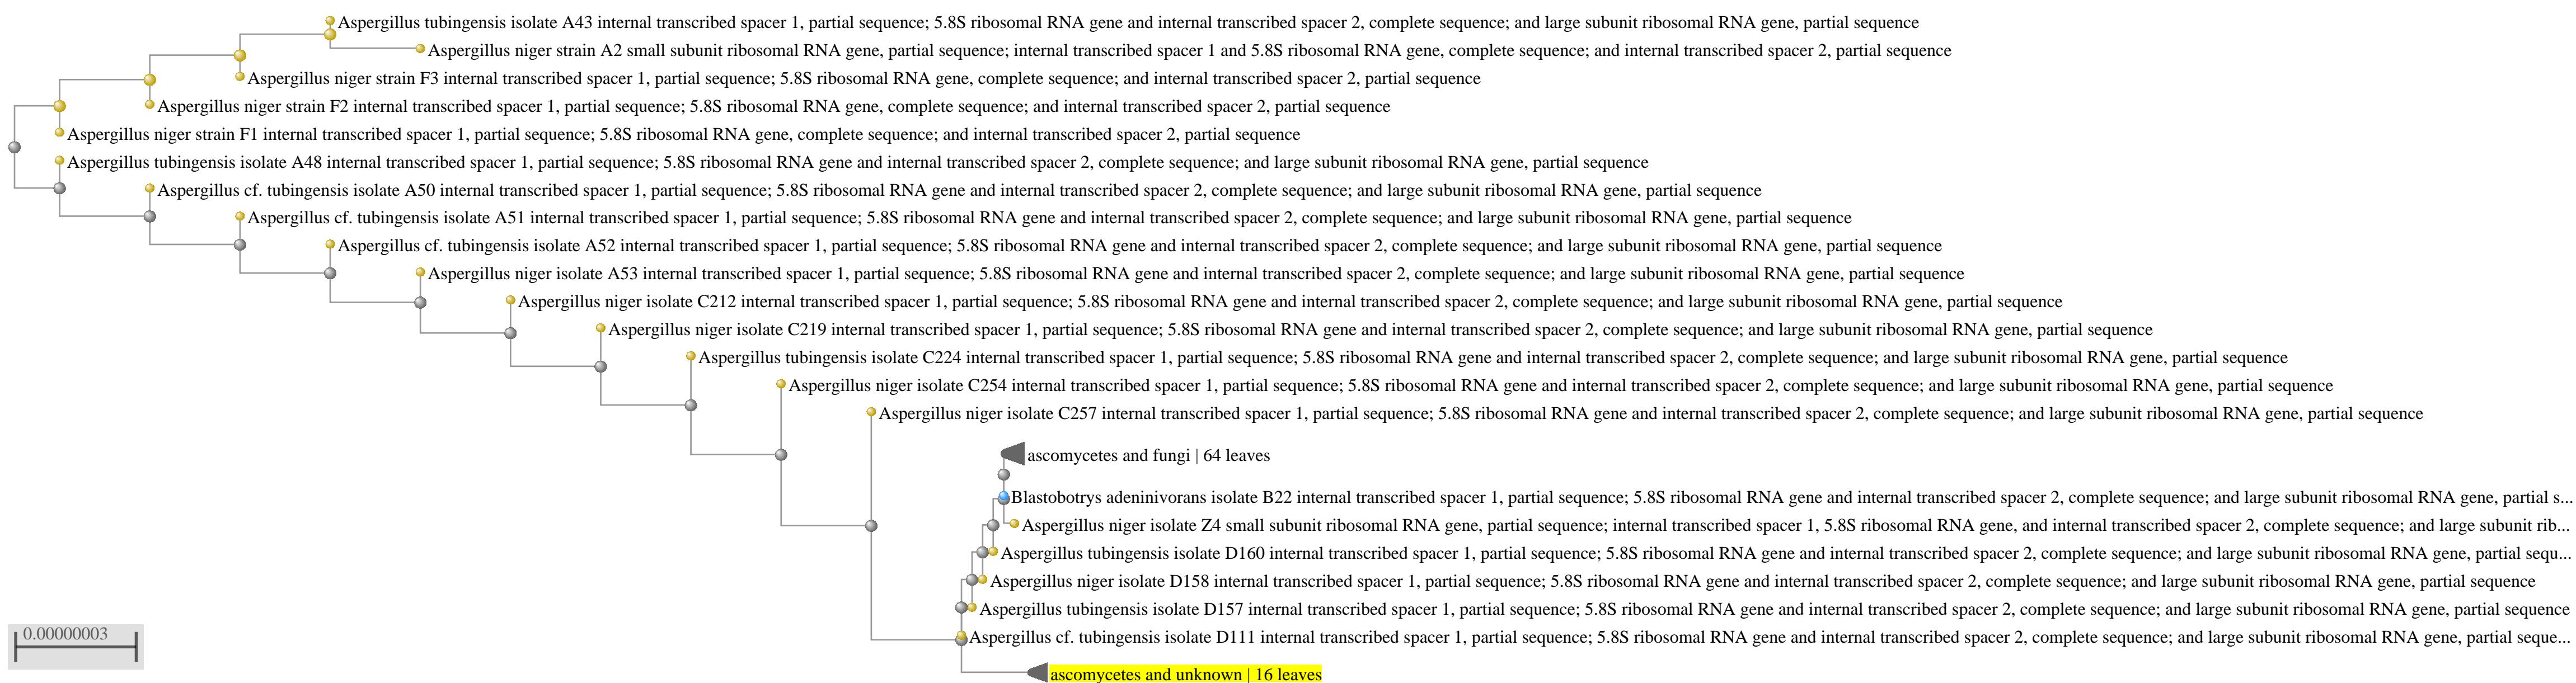 Aspergillus tubingensis isolate A43 internal transcribed spacer 1, partial sequence; 5.8S ribosomal RNA gene and internal transcribed spacer 2, complete sequence; and large subunit ribosomal RNA gene, partial sequence
Aspergillus niger strain A2 small subunit ribosomal RNA gene, partial sequence; internal transcribed spacer 1 and 5.8S ribosomal RNA gene, complete sequence; and internal transcribed spacer 2, partial sequence
Aspergillus niger strain F3 internal transcribed spacer 1, partial sequence; 5.8S ribosomal RNA gene, complete sequence; and internal transcribed spacer 2, partial sequence
Aspergillus niger strain F2 internal transcribed spacer 1, partial sequence; 5.8S ribosomal RNA gene, complete sequence; and internal transcribed spacer 2, partial sequence
Aspergillus niger strain F1 internal transcribed spacer 1, partial sequence; 5.8S ribosomal RNA gene, complete sequence; and internal transcribed spacer 2, partial sequence
Aspergillus tubingensis isolate A48 internal transcribed spacer 1, partial sequence; 5.8S ribosomal RNA gene and internal transcribed spacer 2, complete sequence; and large subunit ribosomal RNA gene, partial sequence
Aspergillus cf. tubingensis isolate A50 internal transcribed spacer 1, partial sequence; 5.8S ribosomal RNA gene and internal transcribed spacer 2, complete sequence; and large subunit ribosomal RNA gene, partial sequence
Aspergillus cf. tubingensis isolate A51 internal transcribed spacer 1, partial sequence; 5.8S ribosomal RNA gene and internal transcribed spacer 2, complete sequence; and large subunit ribosomal RNA gene, partial sequence
Aspergillus cf. tubingensis isolate A52 internal transcribed spacer 1, partial sequence; 5.8S ribosomal RNA gene and internal transcribed spacer 2, complete sequence; and large subunit ribosomal RNA gene, partial sequence
Aspergillus niger isolate A53 internal transcribed spacer 1, partial sequence; 5.8S ribosomal RNA gene and internal transcribed spacer 2, complete sequence; and large subunit ribosomal RNA gene, partial sequence
Aspergillus niger isolate C212 internal transcribed spacer 1, partial sequence; 5.8S ribosomal RNA gene and internal transcribed spacer 2, complete sequence; and large subunit ribosomal RNA gene, partial sequence
Aspergillus niger isolate C219 internal transcribed spacer 1, partial sequence; 5.8S ribosomal RNA gene and internal transcribed spacer 2, complete sequence; and large subunit ribosomal RNA gene, partial sequence
Aspergillus tubingensis isolate C224 internal transcribed spacer 1, partial sequence; 5.8S ribosomal RNA gene and internal transcribed spacer 2, complete sequence; and large subunit ribosomal RNA gene, partial sequence
Aspergillus niger isolate C254 internal transcribed spacer 1, partial sequence; 5.8S ribosomal RNA gene and internal transcribed spacer 2, complete sequence; and large subunit ribosomal RNA gene, partial sequence
Aspergillus niger isolate C257 internal transcribed spacer 1, partial sequence; 5.8S ribosomal RNA gene and internal transcribed spacer 2, complete sequence; and large subunit ribosomal RNA gene, partial sequence
ascomycetes and fungi | 64 leaves
Blastobotrys adeninivorans isolate B22 internal transcribed spacer 1, partial sequence; 5.8S ribosomal RNA gene and internal transcribed spacer 2, complete sequence; and large subunit ribosomal RNA gene, partial s...
Aspergillus niger isolate Z4 small subunit ribosomal RNA gene, partial sequence; internal transcribed spacer 1, 5.8S ribosomal RNA gene, and internal transcribed spacer 2, complete sequence; and large subunit rib...
Aspergillus tubingensis isolate D160 internal transcribed spacer 1, partial sequence; 5.8S ribosomal RNA gene and internal transcribed spacer 2, complete sequence; and large subunit ribosomal RNA gene, partial sequ...
Aspergillus niger isolate D158 internal transcribed spacer 1, partial sequence; 5.8S ribosomal RNA gene and internal transcribed spacer 2, complete sequence; and large subunit ribosomal RNA gene, partial sequence
Aspergillus tubingensis isolate D157 internal transcribed spacer 1, partial sequence; 5.8S ribosomal RNA gene and internal transcribed spacer 2, complete sequence; and large subunit ribosomal RNA gene, partial sequence
Aspergillus cf. tubingensis isolate D111 internal transcribed spacer 1, partial sequence; 5.8S ribosomal RNA gene and internal transcribed spacer 2, complete sequence; and large subunit ribosomal RNA gene, partial seque...
0.00000003
ascomycetes and unknown | 16 leaves